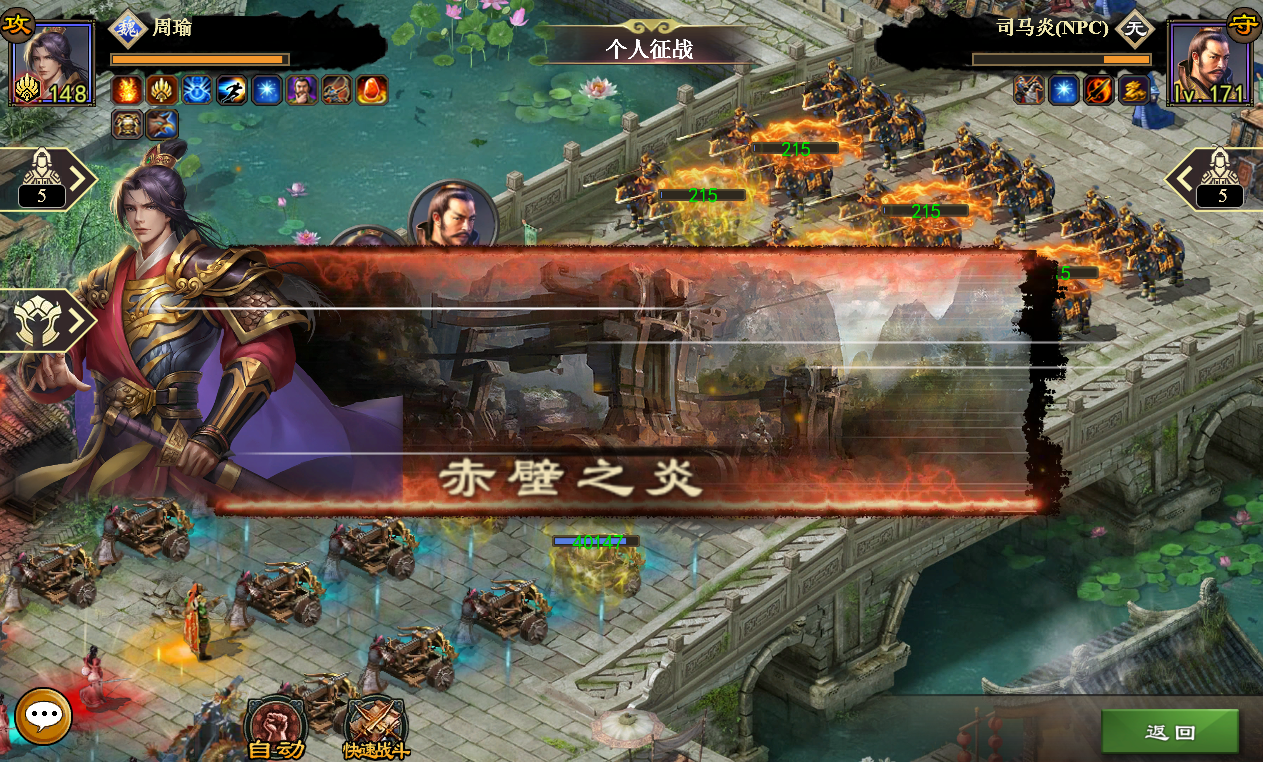 攻
魏 周瑜
个人征战
司马炎(NPC) 无
守
148
lv. 171
5
5
215
215
215
赤壁之炎
40147
自动
快速战斗
返回